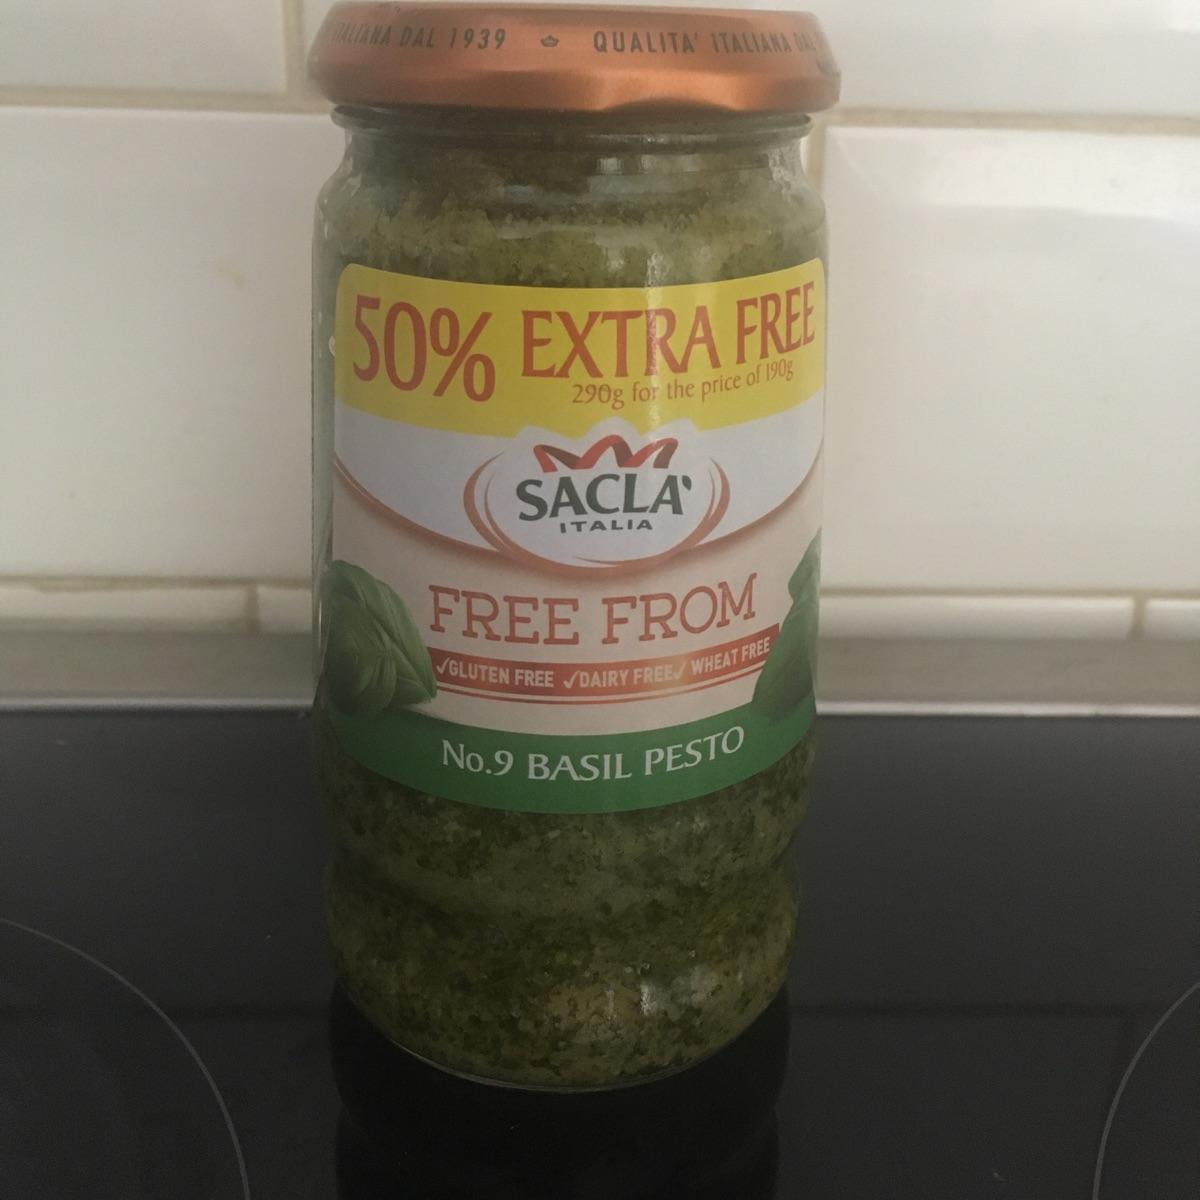 ITALIANA DAL 1939 QUALITA' ITALIANA DAL
50% EXTRA FREE
290g for the price of 190g
SACLA'
ITALIA
FREE FROM
✓GLUTEN FREE ✓DAIRY FREE ✓WHEAT FREE
No.9 BASIL PESTO